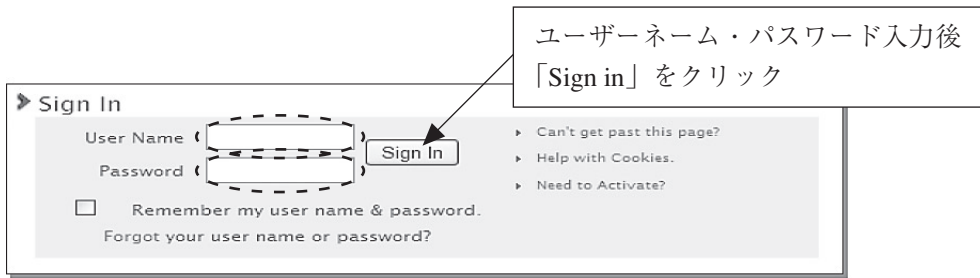 ユーザーネーム・パスワード入力後
「Sign in」をクリック
Sign In
User Name
Sign In
Can't get past this page?
Password
Help with Cookies.
Need to Activate?
Remember my user name & password.
Forgot your user name or password?